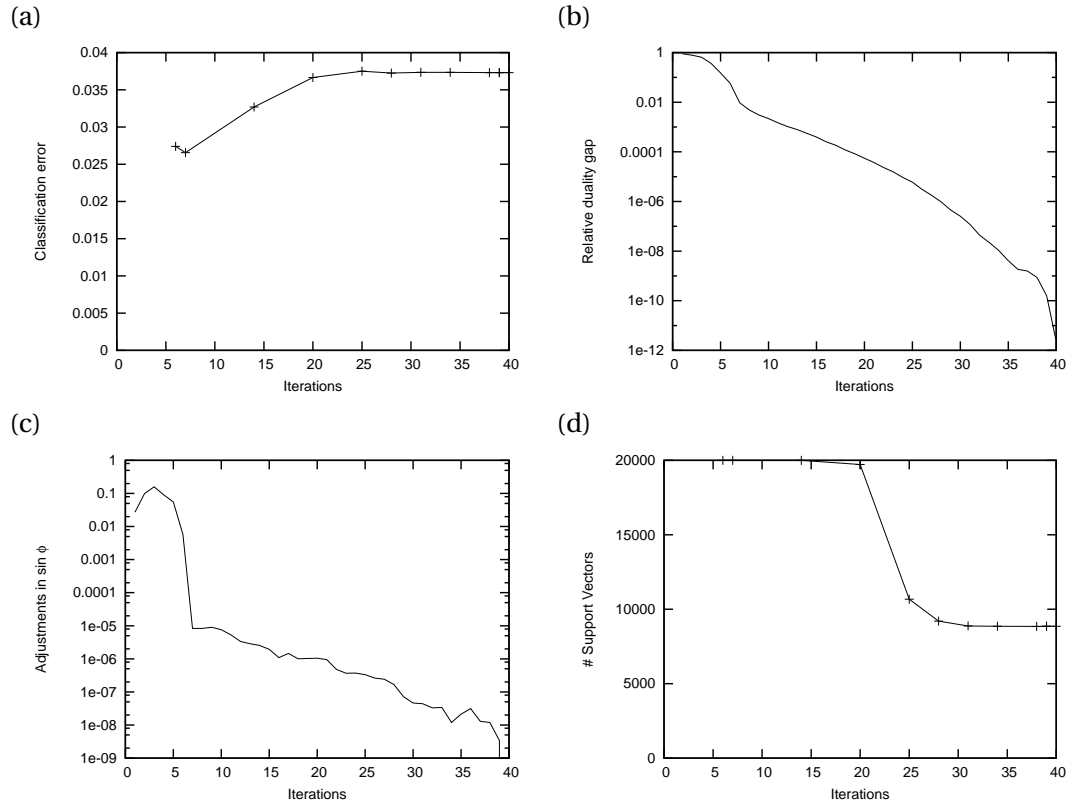 (a)
0.04
0.035
0.03
0.025
0.02
0.015
0.01
0.005
0
Classification error
0 5 10 15 20 25 30 35 40
Iterations
(b)
1
0.01
0.0001
1e-06
1e-08
1e-10
1e-12
Relative duality gap
0 5 10 15 20 25 30 35 40
Iterations
(c)
1
0.1
0.01
0.001
0.0001
1e-05
1e-06
1e-07
1e-08
1e-09
Adjustments in sin ϕ
0 5 10 15 20 25 30 35 40
Iterations
(d)
20000
15000
10000
5000
0
# Support Vectors
0 5 10 15 20 25 30 35 40
Iterations